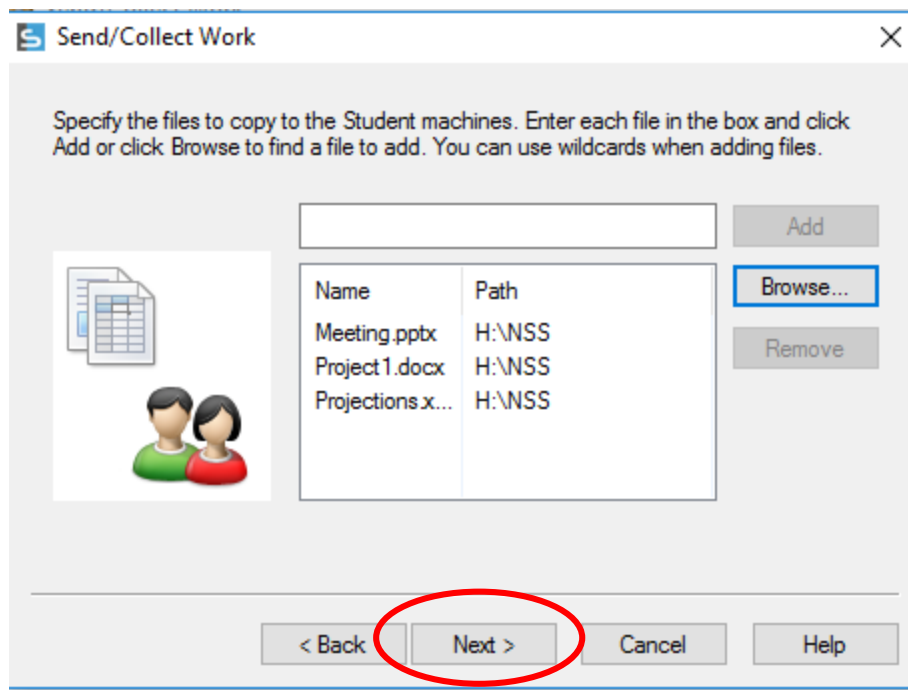 Send/Collect Work
Specify the files to copy to the Student machines. Enter each file in the box and click
Add or click Browse to find a file to add. You can use wildcards when adding files.
Add
Name Path
Browse...
Meeting.pptx H:\NSS
Remove
Project1.docx H:\NSS
Projections.x... H:\NSS
< Back Next > Cancel Help